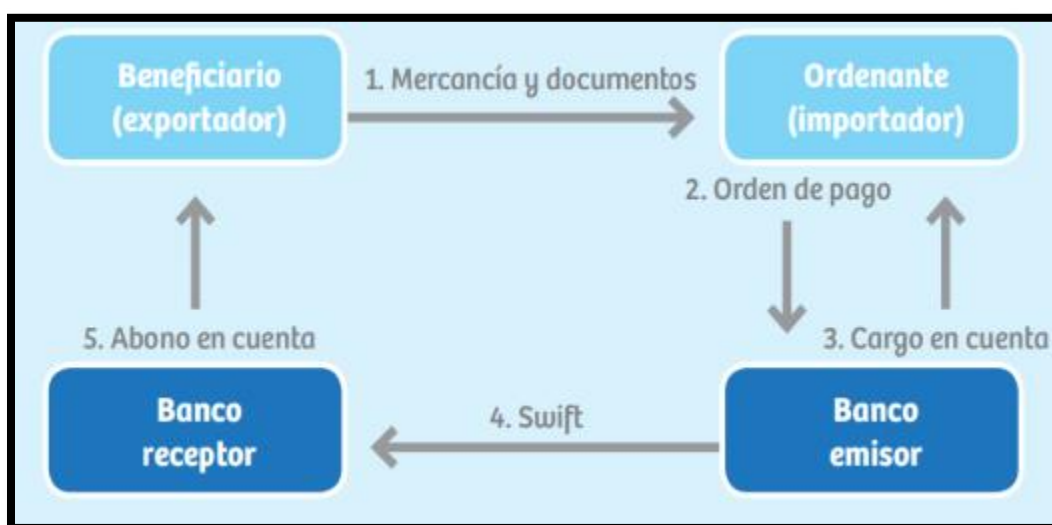 Beneficiario
(exportador)
1. Mercancía y documentos
Ordenante
(importador)
2. Orden de pago
5. Abono en cuenta
3. Cargo en cuenta
Banco
receptor
4. Swift
Banco
emisor